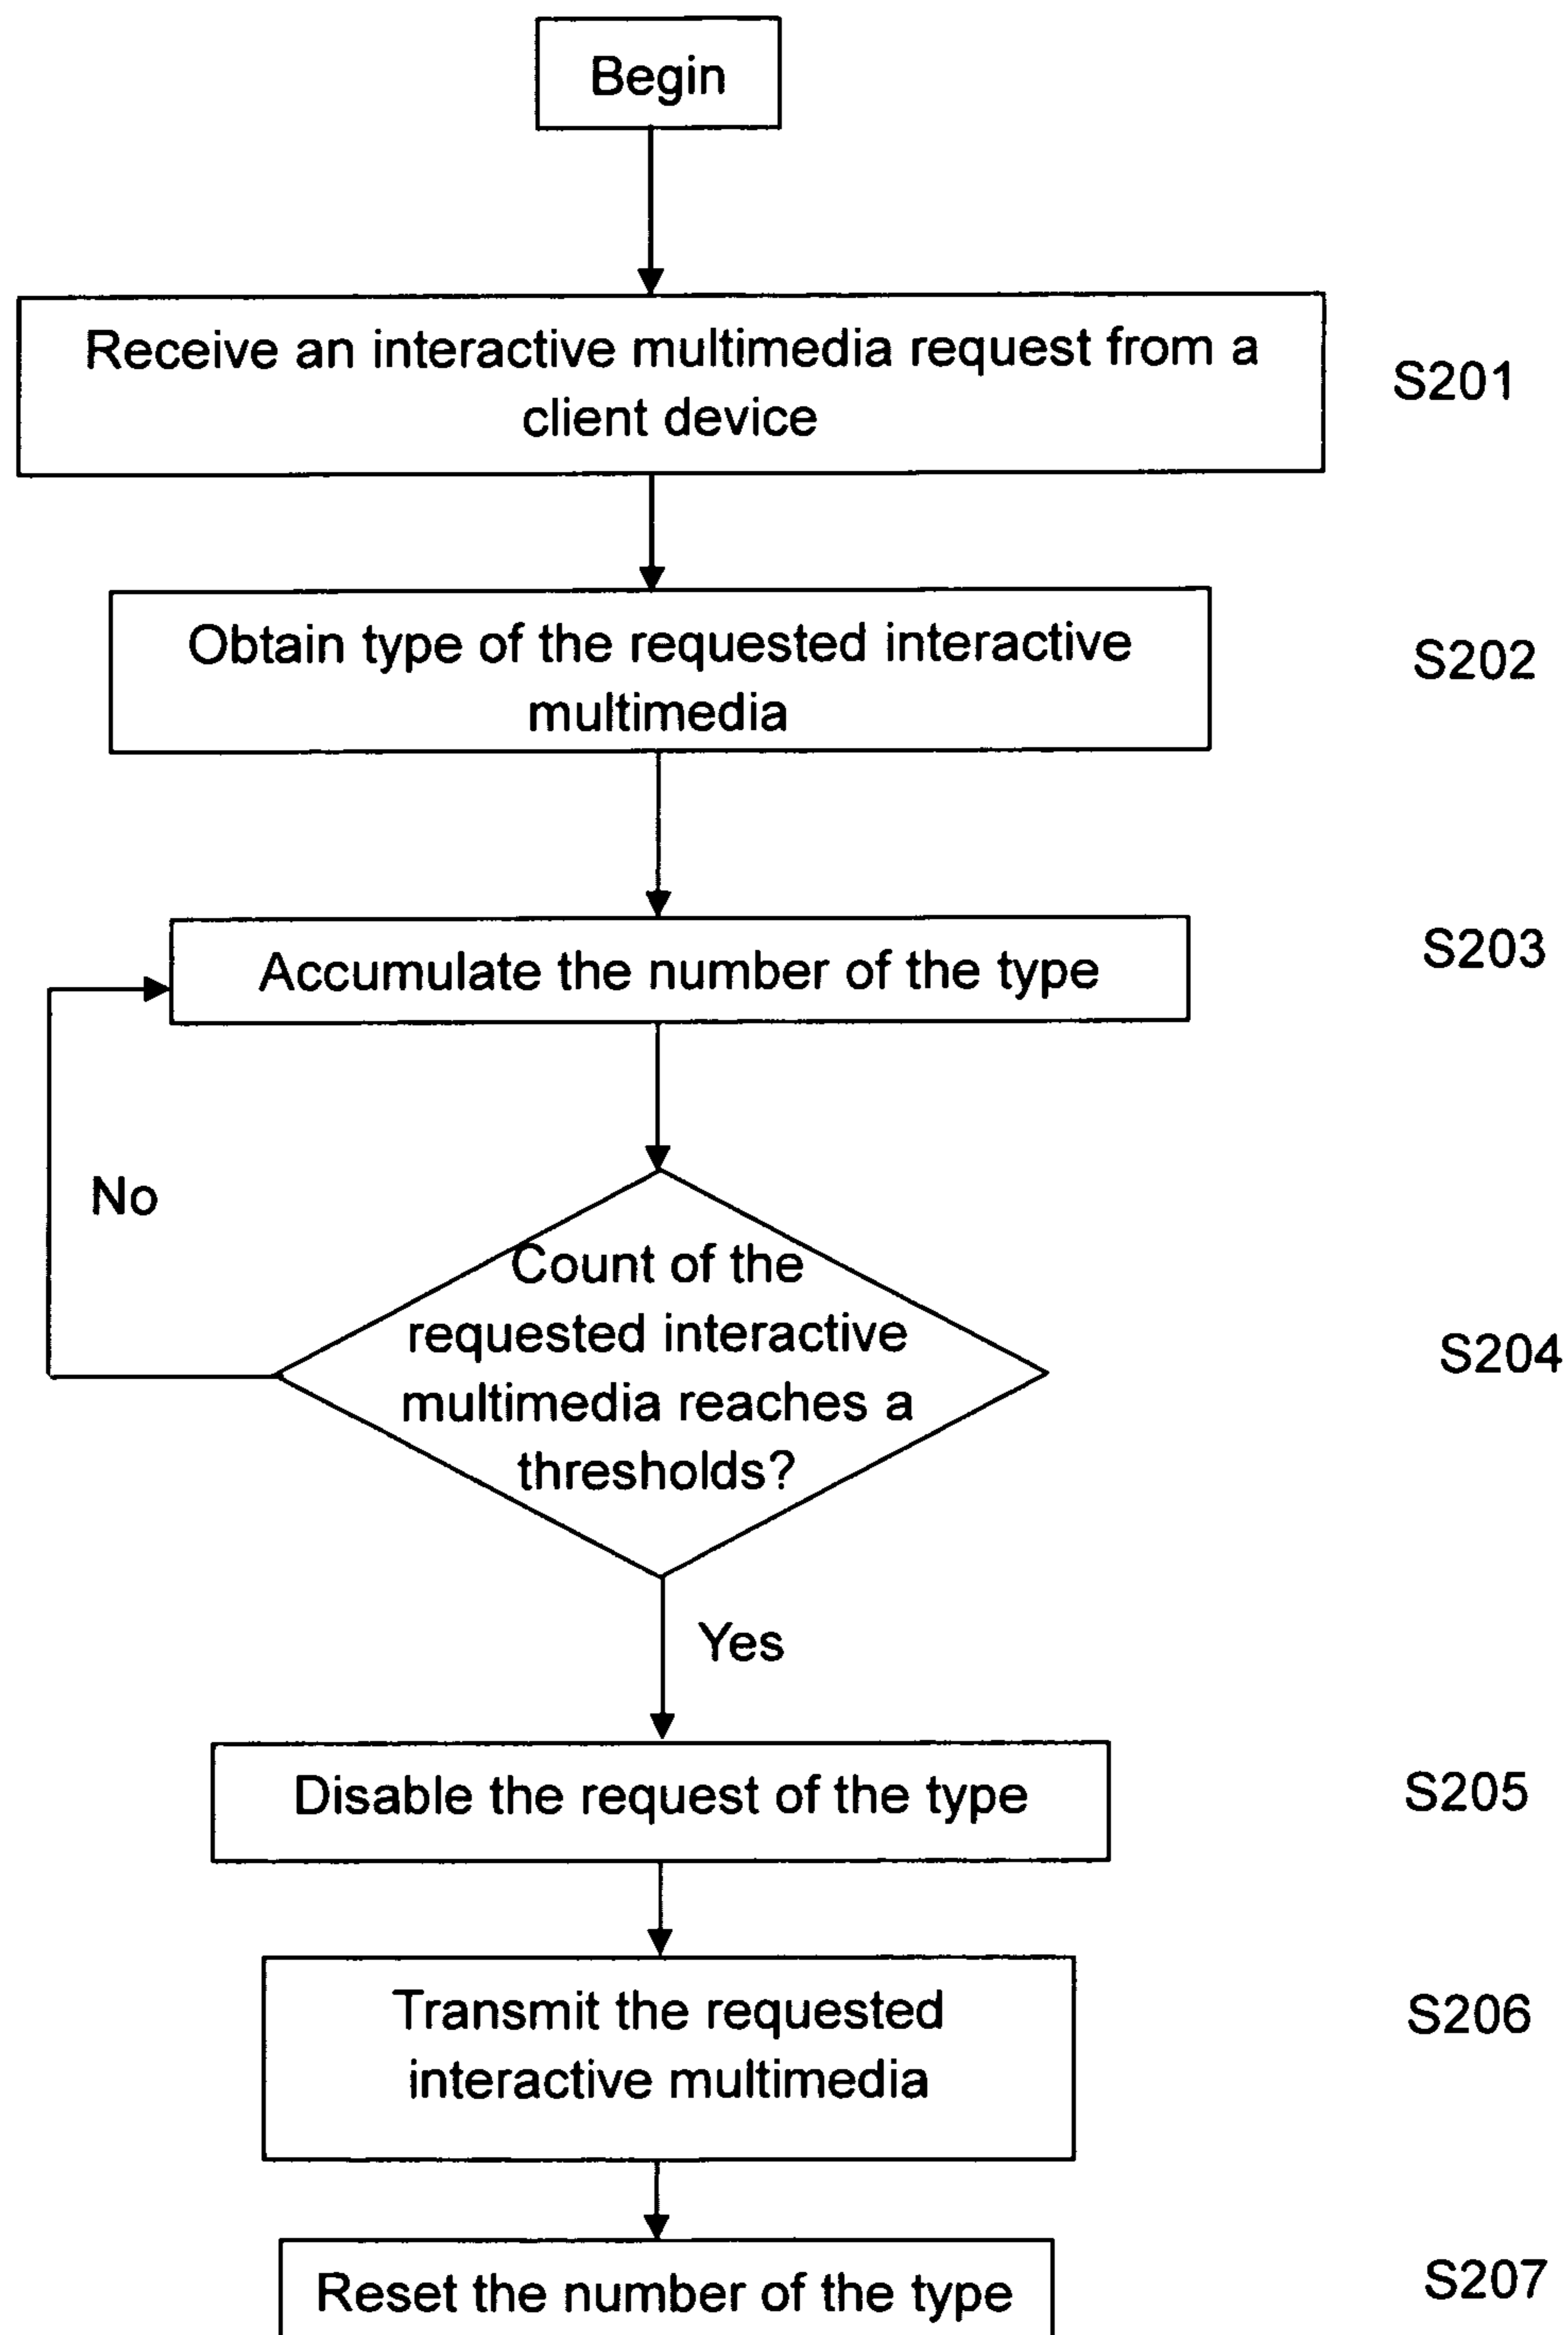 Begin
Receive an interactive multimedia request from a
client device
S201
Obtain type of the requested interactive
multimedia
S202
Accumulate the number of the type
S203
No
Count of the
requested interactive
multimedia reaches a
thresholds?
S204
Yes
Disable the request of the type
S205
Transmit the requested
interactive multimedia
S206
Reset the number of the type
S207